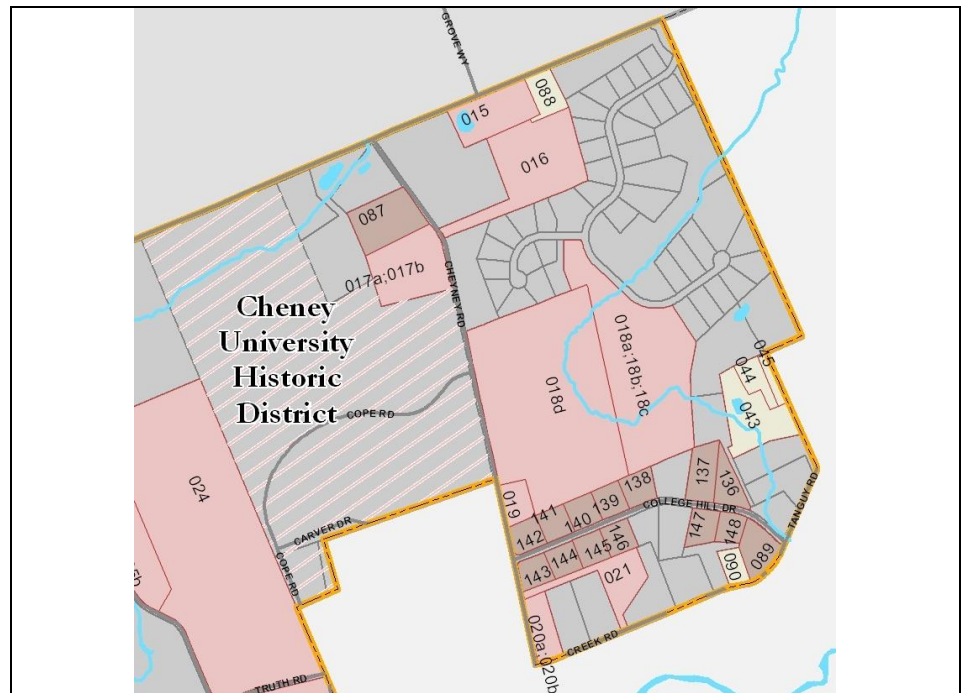 GROVE WY
088
015
016
087
017a;017b
CHEYNEY RD
Cheney
University
Historic
District
COPE RD
018a;18b;18c
018d
045
044
043
024
019
141
142
140
139
138
137
136
COLLEGE HILL DR
TANGUY RD
147
148
089
090
143
144
145
146
021
CARVER DR
COPE RD
020a;020b
CREEK RD
TRUTH RD